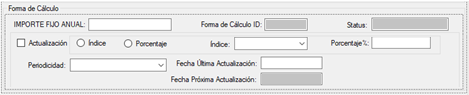 Forma de Cálculo
IMPORTE FIJO ANUAL: Forma de Cálculo ID: Status:
Actualización Índice Porcentaje Índice: Porcentaje%:
Periodicidad: Fecha Última Actualización:
Fecha Próxima Actualización: